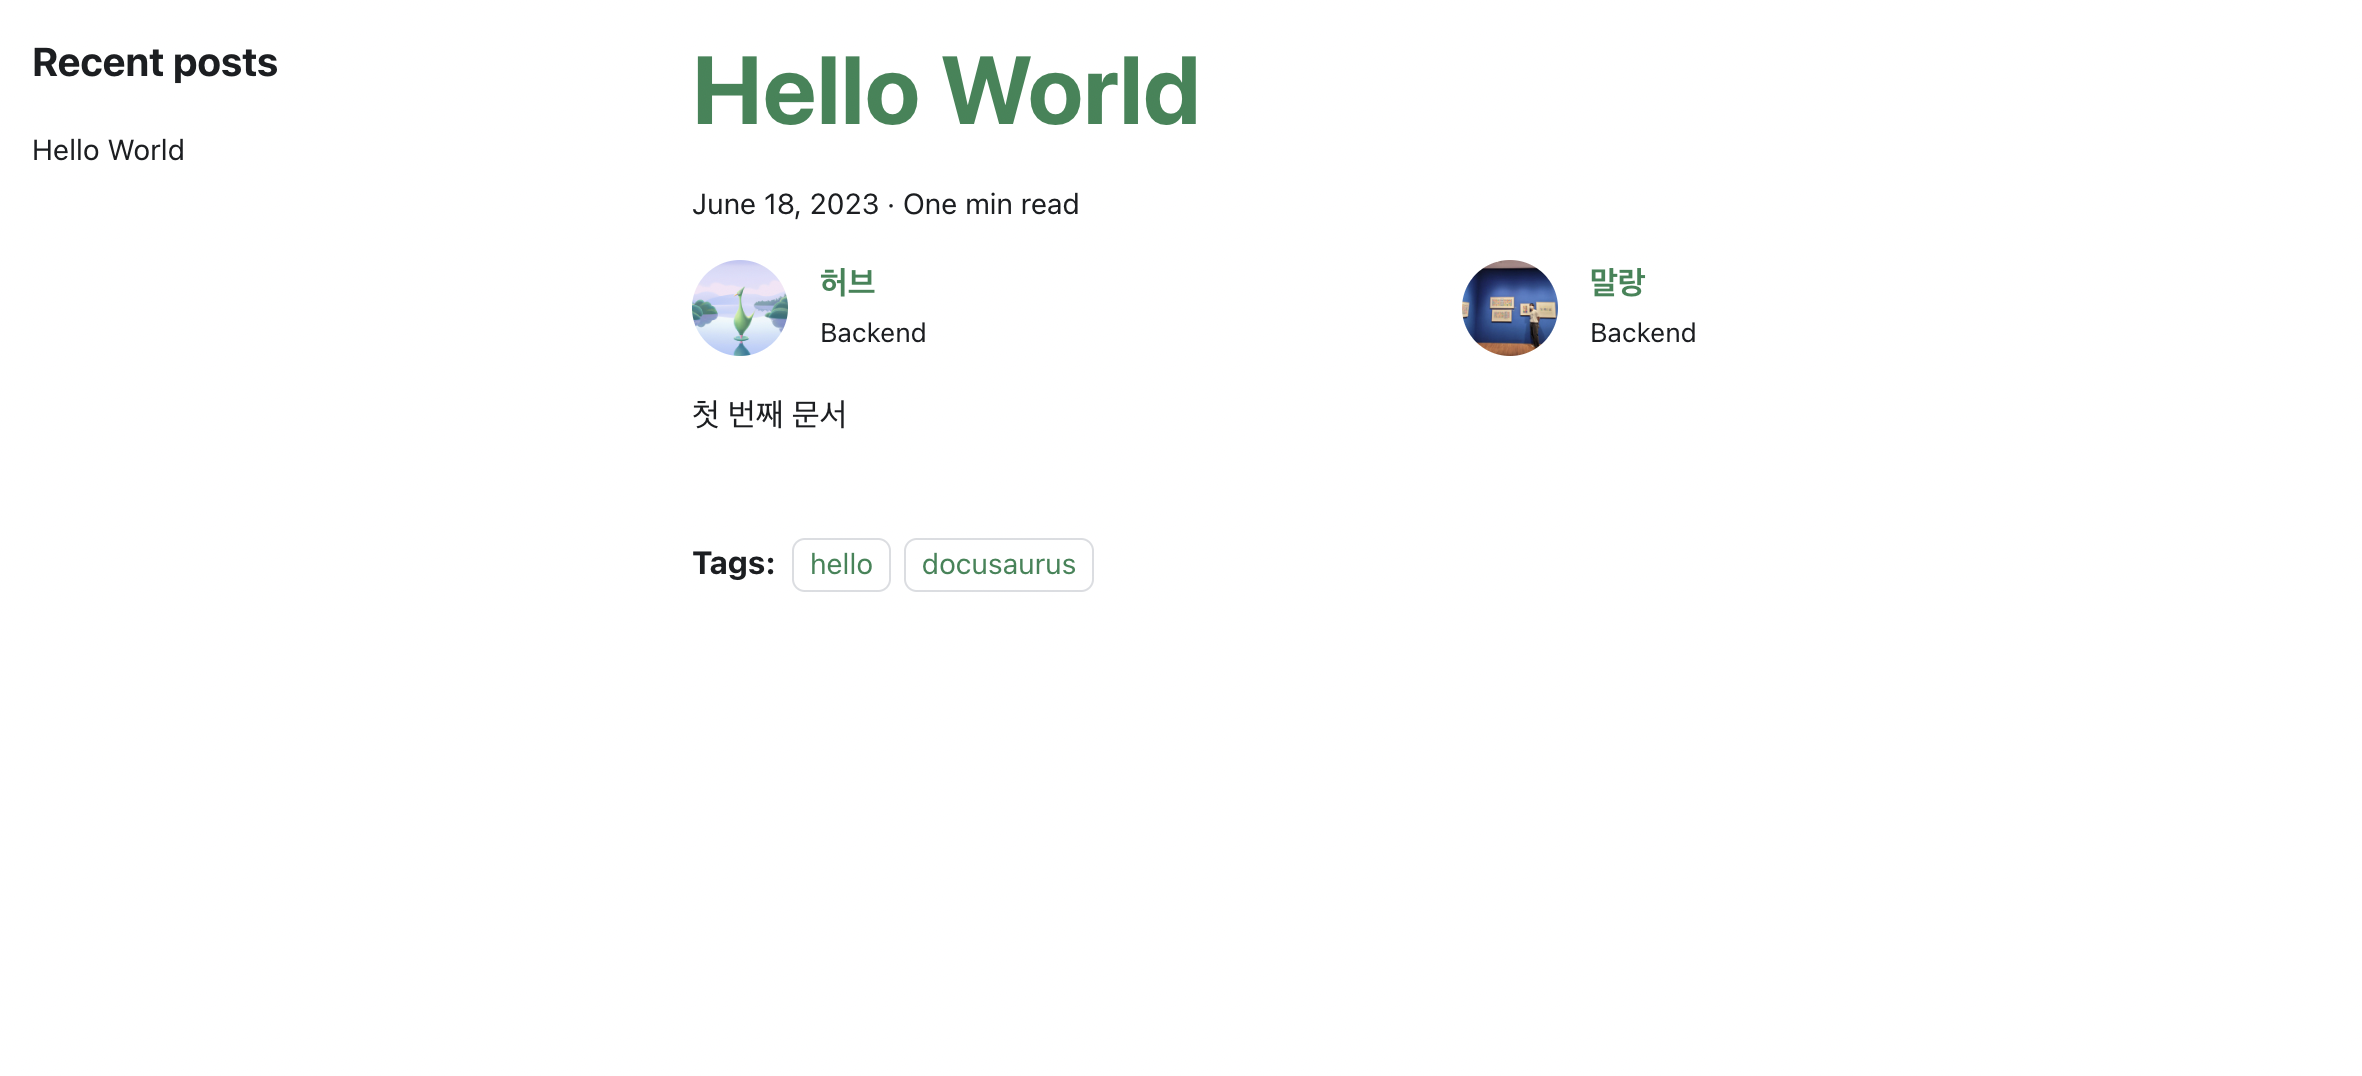 Recent posts
Hello World
Hello World
June 18, 2023 · One min read
허브
Backend
말랑
Backend
첫 번째 문서
Tags: hello docusaurus